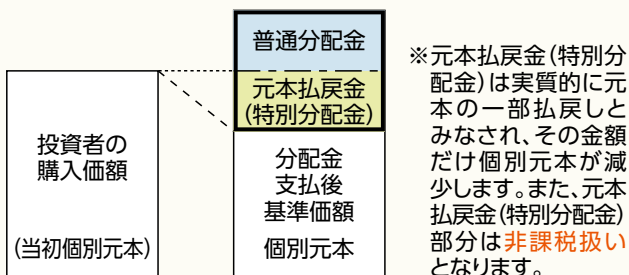 投資者の
購入価額
(当初個別元本)
普通分配金
元本払戻金
(特別分配金)
分配金
支払後
基準価額
個別元本
※元本払戻金(特別分
配金)は実質的に元
本の一部払戻しと
みなされ、その金額
だけ個別元本が減
少します。また、元本
払戻金(特別分配金)
部分は非課税扱い
となります。